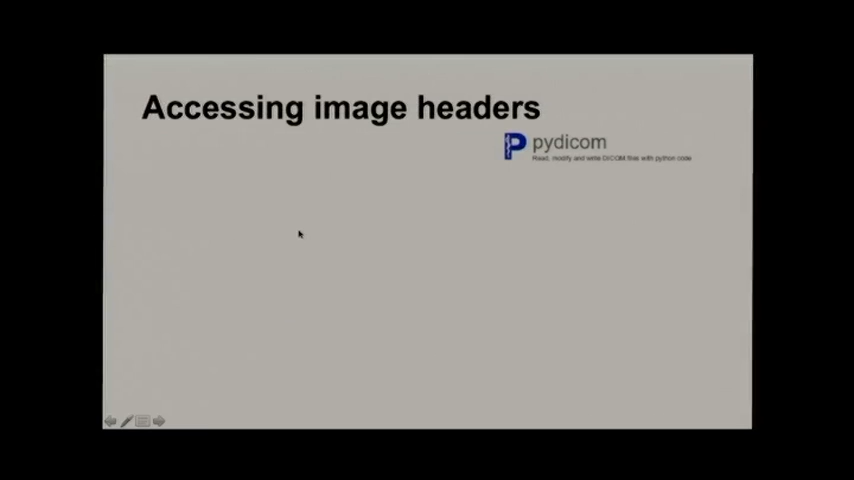 Accessing image headers
pydicom
Read, modify and write DICOM files with python code